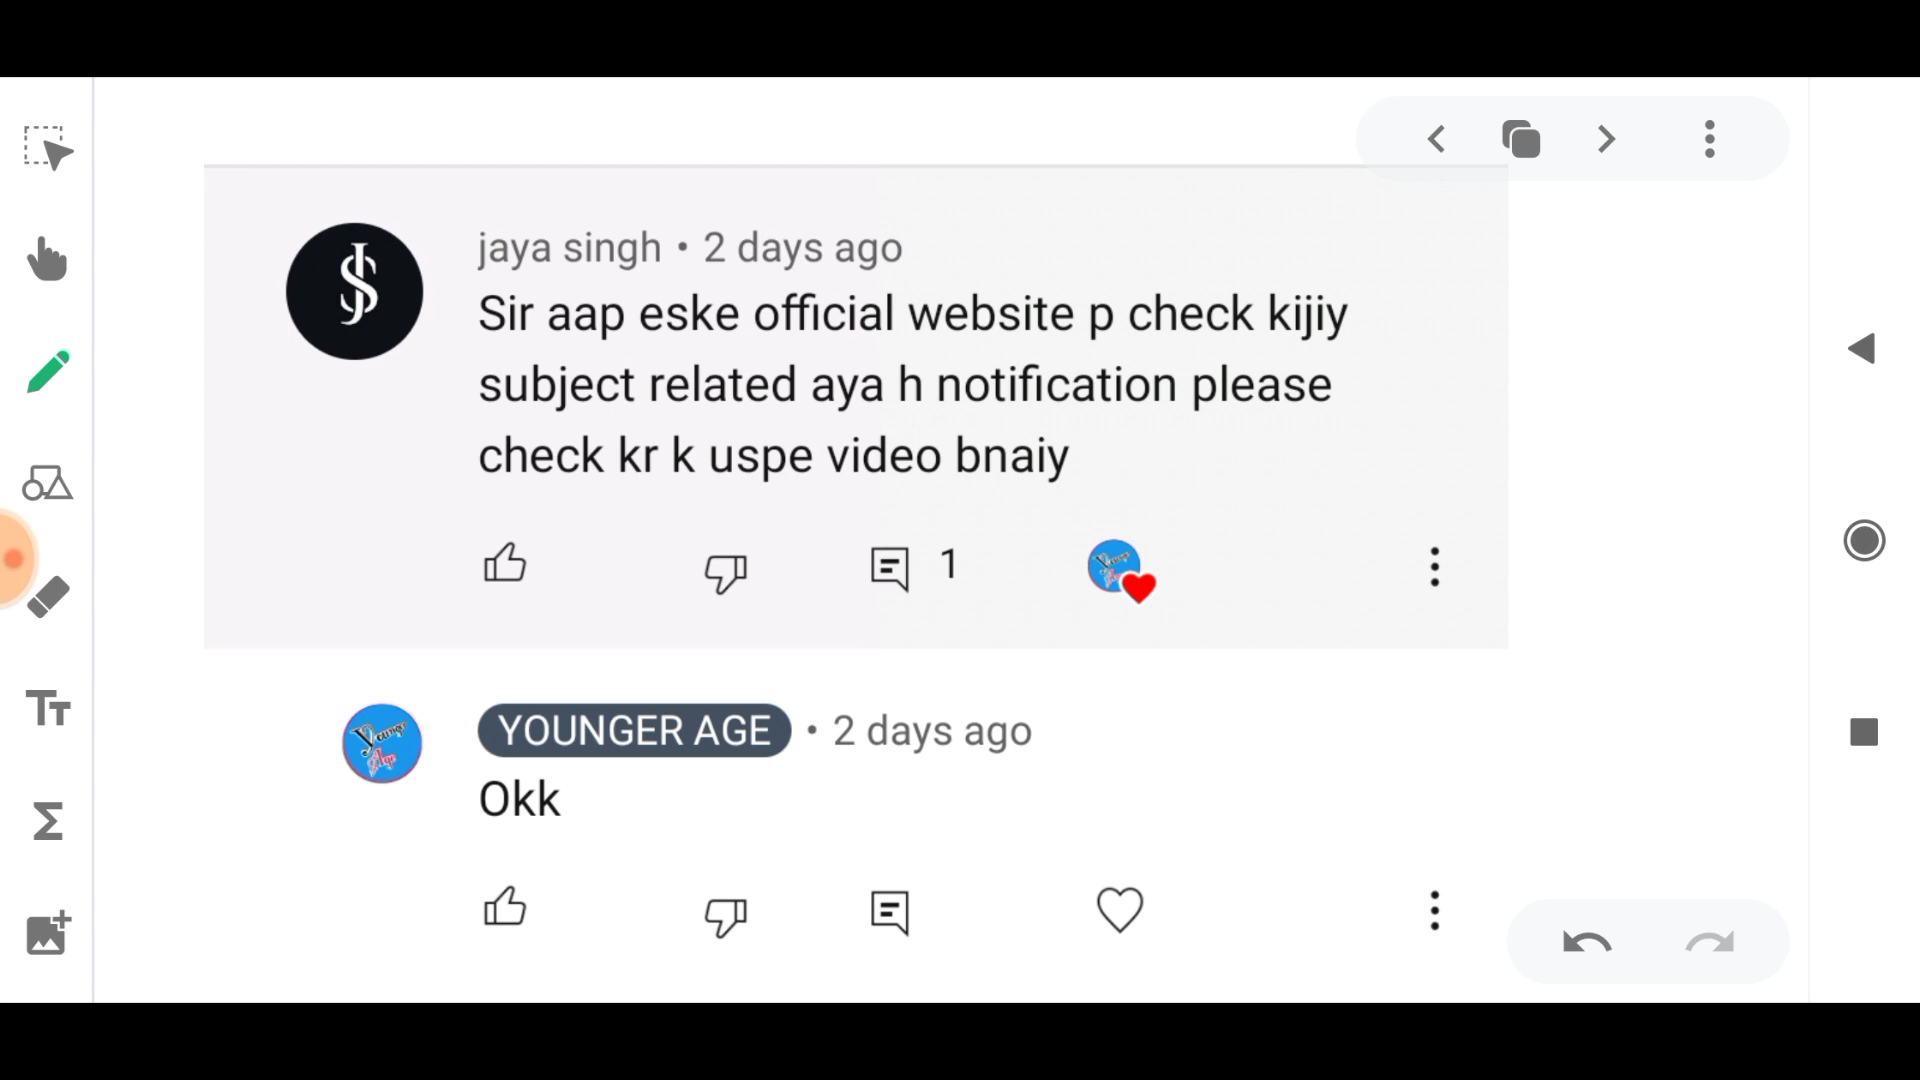 jaya singh • 2 days ago
Sir aap eske official website p check kijiy
subject related aya h notification please
check kr k uspe video bnaiy
1
YOUNGER AGE • 2 days ago
Okk